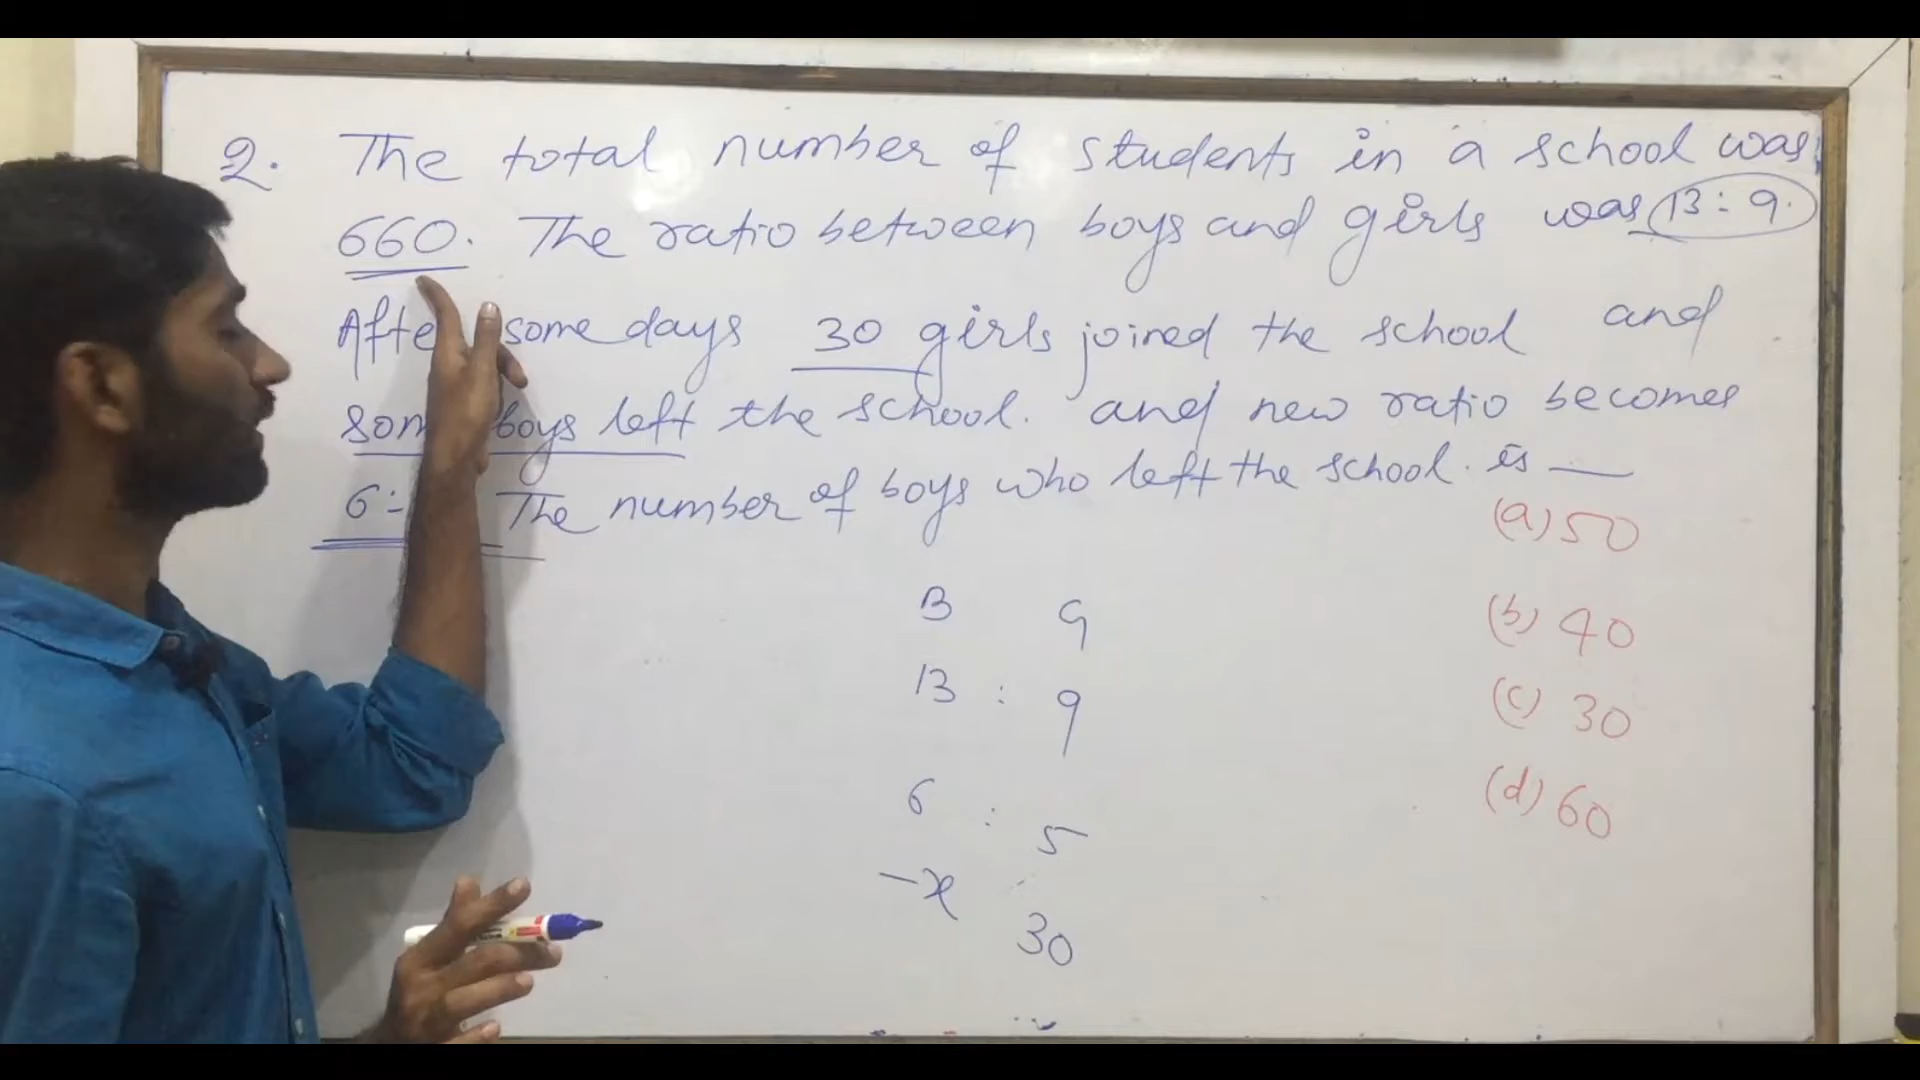 2. The total number of students in a school was
660. The ratio between boys and girls was 13 : 9.
some days 30 girls joined the school and
boys left the school. and new ratio becomes
6 : The number of boys who left the school. is __
(a) 50
B G
(b) 40
13 : 9
(c) 30
6 : 5
(d) 60
-x 30